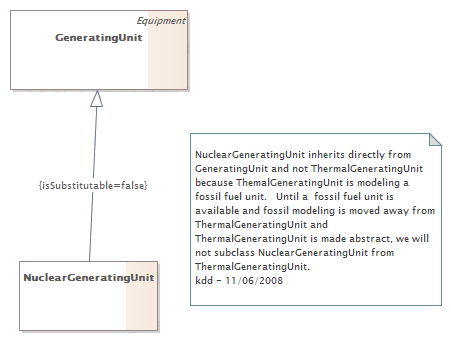 Equipment
GeneratingUnit
{isSubstitutable=false}
NuclearGeneratingUnit
NuclearGeneratingUnit inherits directly from
GeneratingUnit and not ThermalGeneratingUnit
because ThemalGeneratingUnit is modeling a
fossil fuel unit.   Until a  fossil fuel unit is
available and fossil modeling is moved away from
ThermalGeneratingUnit and
ThermalGeneratingUnit is made abstract, we will
not subclass NuclearGeneratingUnit from
ThermalGeneratingUnit.
kdd - 11/06/2008